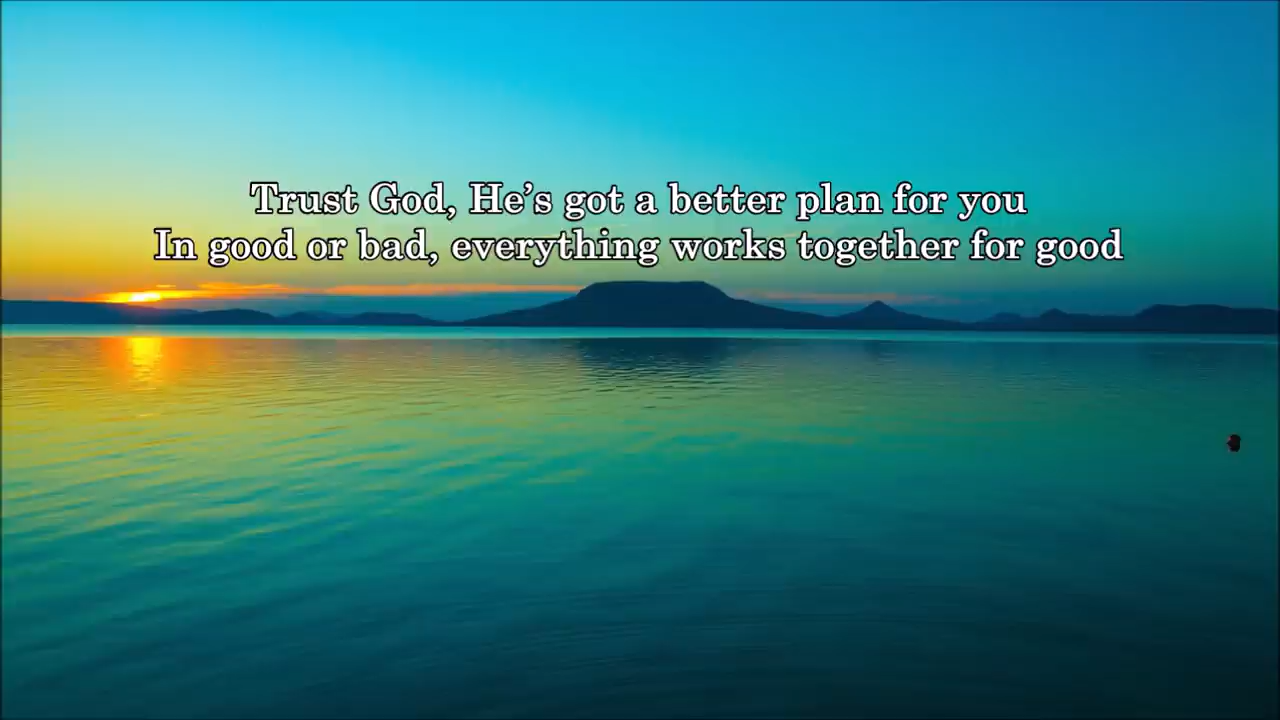 Trust God, He’s got a better plan for you
In good or bad, everything works together for good